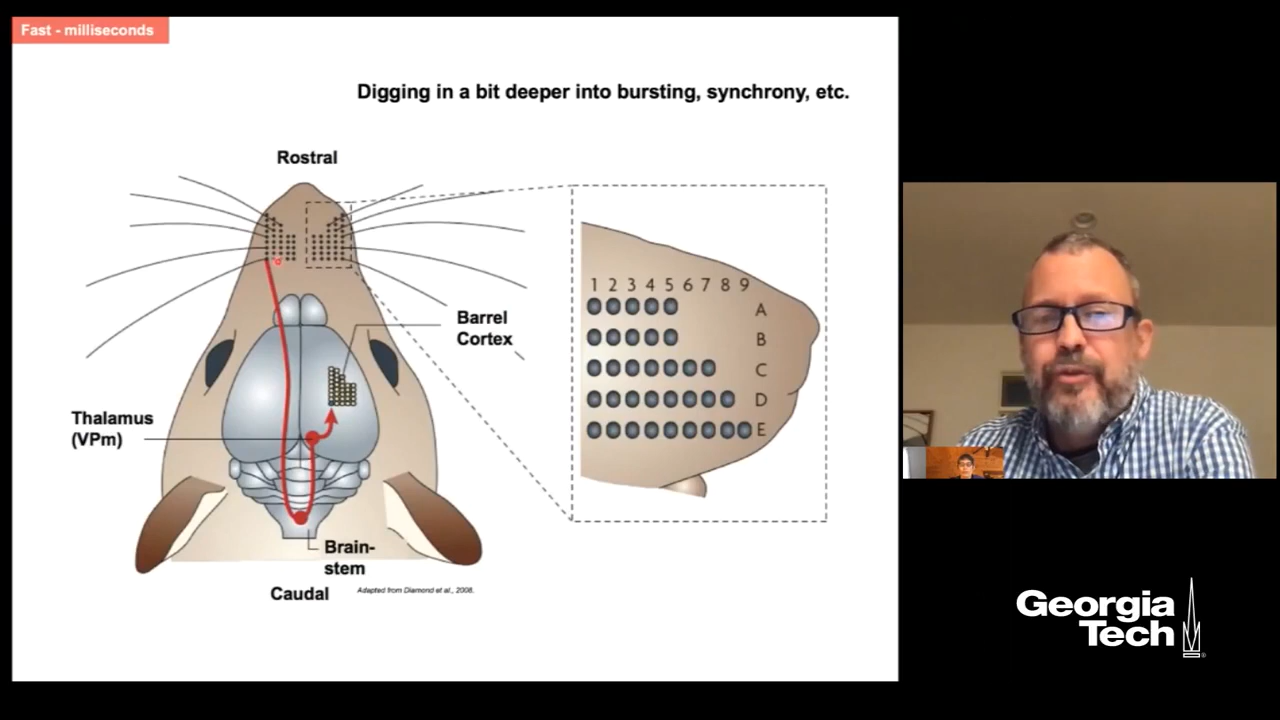 Fast - milliseconds
Digging in a bit deeper into bursting, synchrony, etc.
Rostral
Barrel
Cortex
Thalamus
(VPm)
Brain-
stem
Caudal
Adapted from Diamond et al., 2008.
1 2 3 4 5 6 7 8 9
A
B
C
D
E
Georgia
Tech